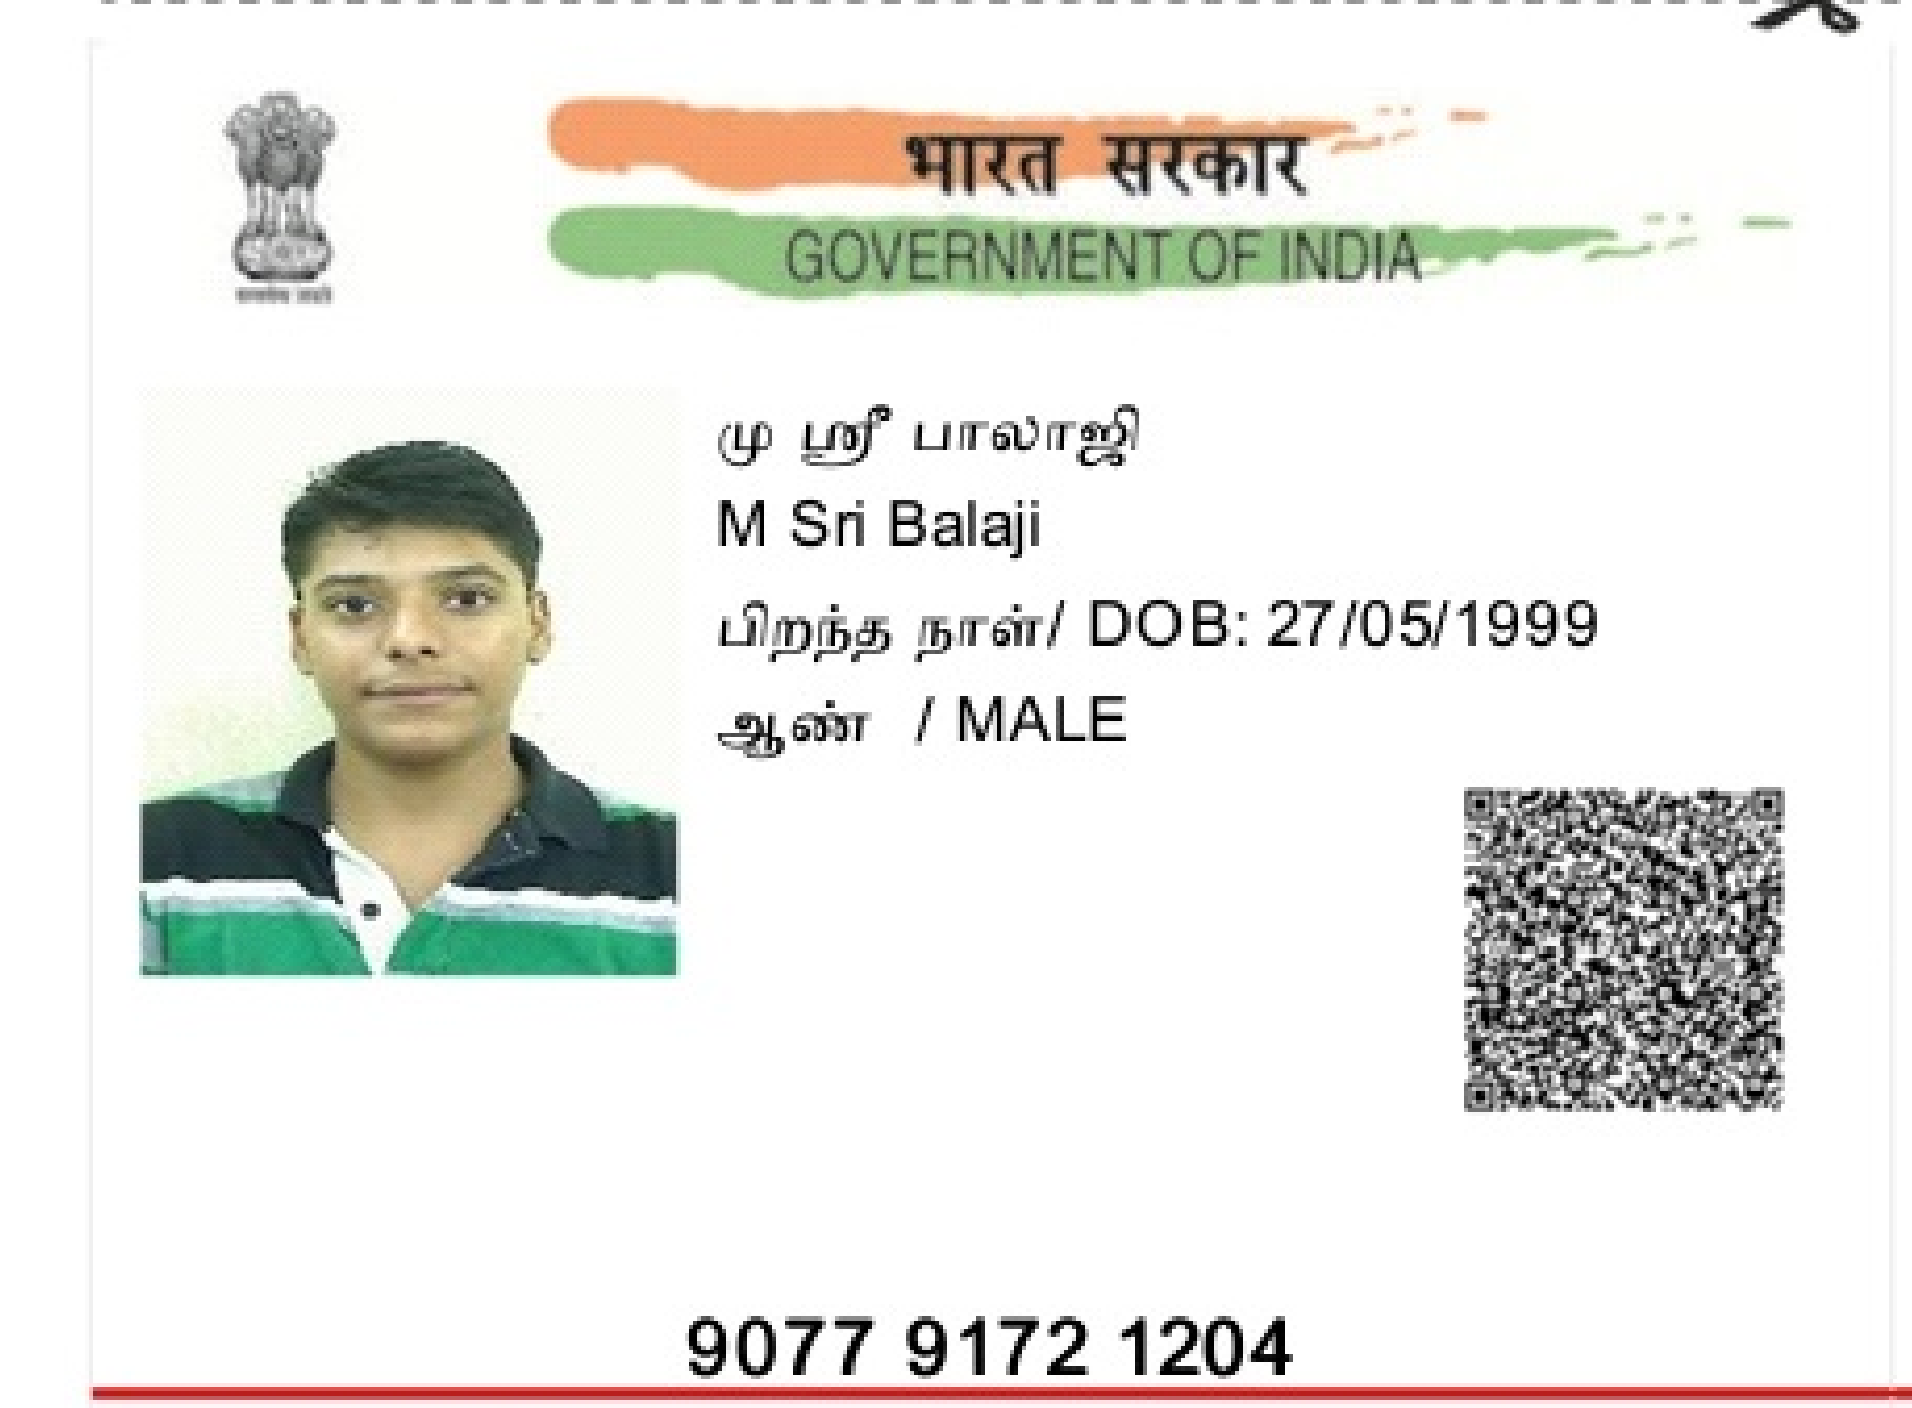 भारत सरकार
GOVERNMENT OF INDIA
மு ஸ்ரீ பாலாஜி
M Sri Balaji
பிறந்த நாள்/ DOB: 27/05/1999
ஆண் / MALE
9077 9172 1204